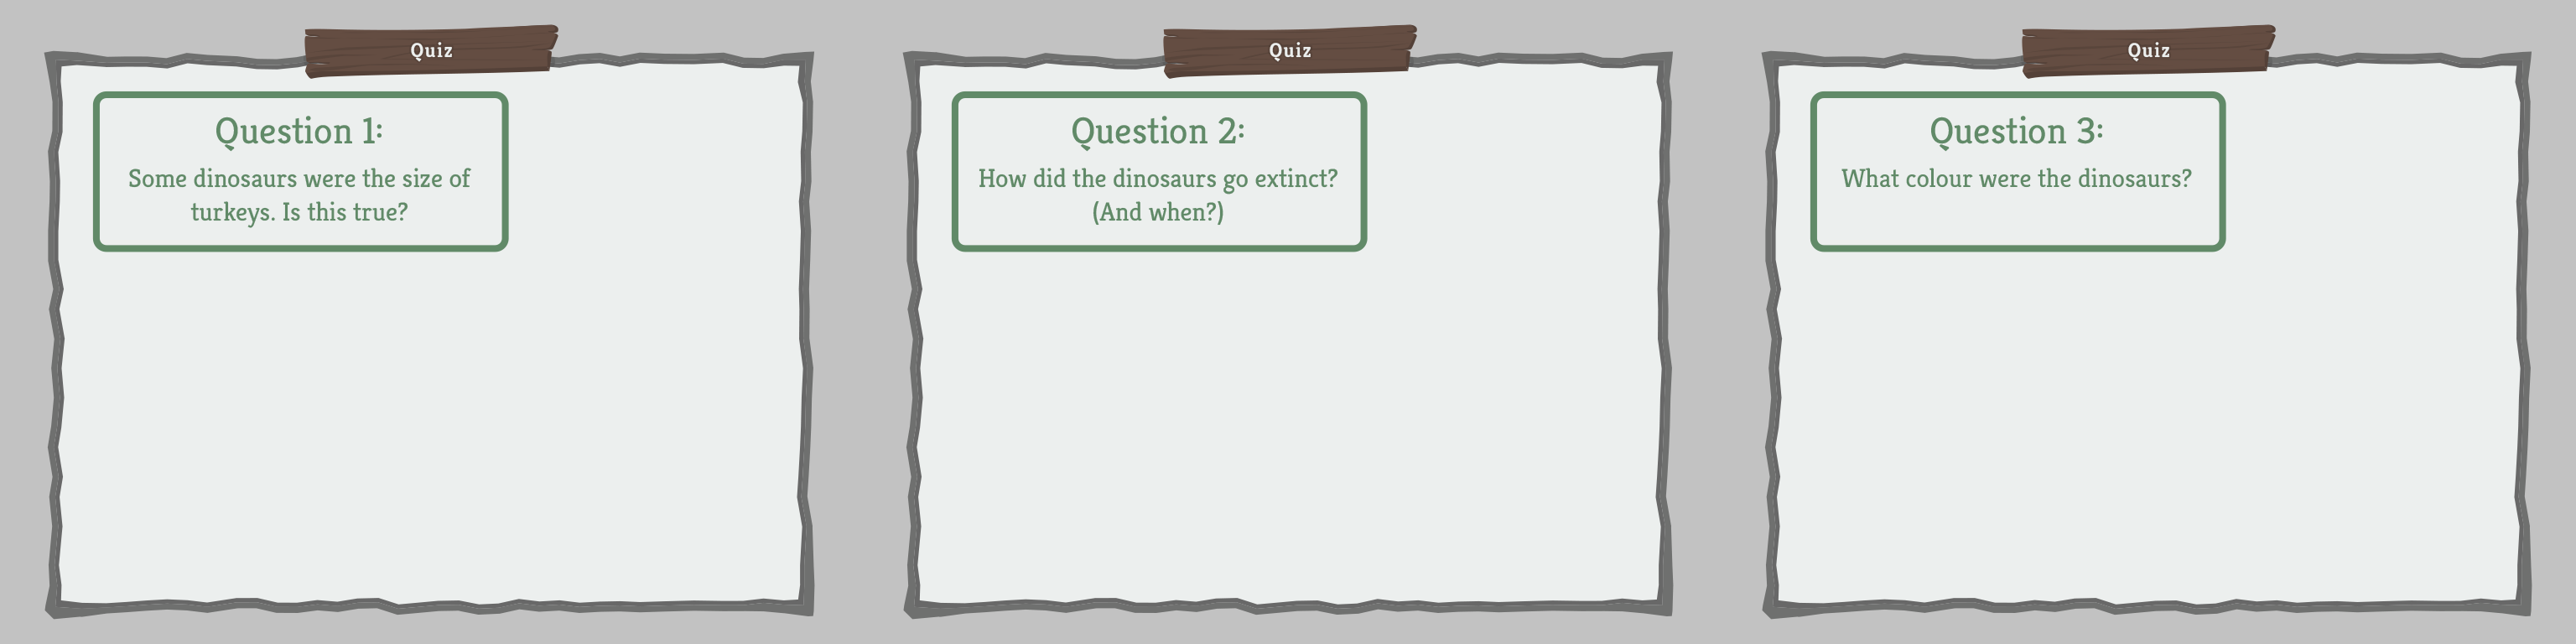 Quiz
Question 1:
Some dinosaurs were the size of
turkeys. Is this true?
Quiz
Question 2:
How did the dinosaurs go extinct?
(And when?)
Quiz
Question 3:
What colour were the dinosaurs?